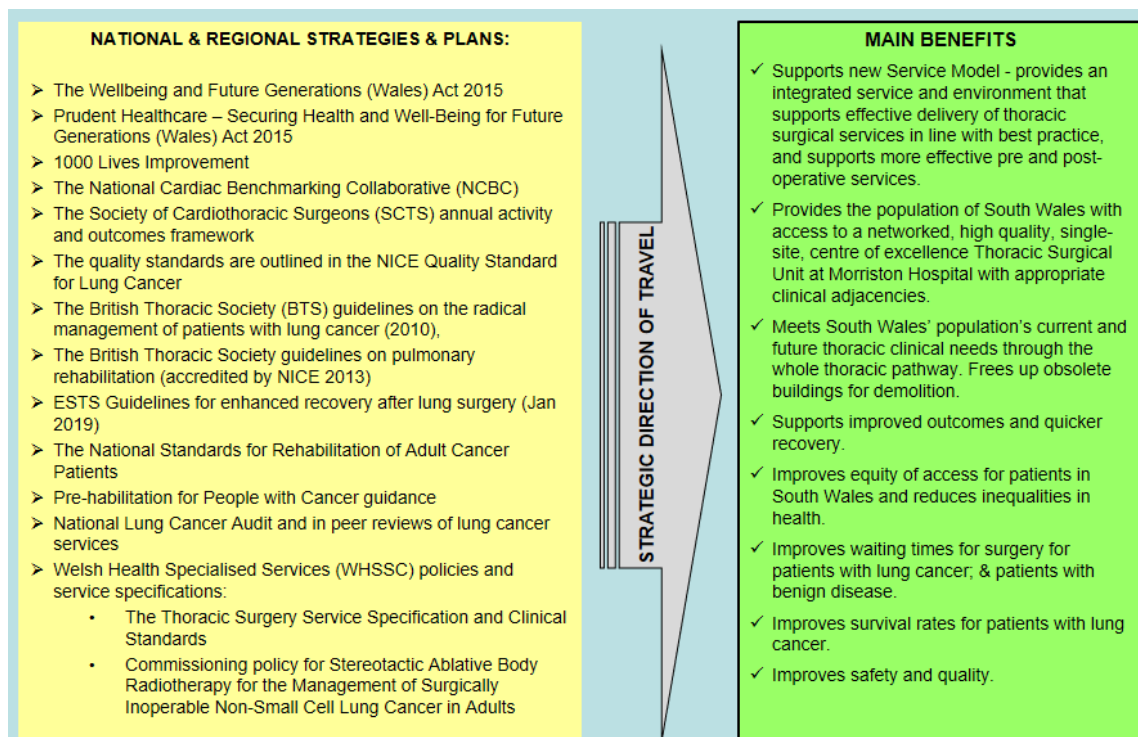 NATIONAL & REGIONAL STRATEGIES & PLANS:
➢ The Wellbeing and Future Generations (Wales) Act 2015
➢ Prudent Healthcare – Securing Health and Well-Being for Future
Generations (Wales) Act 2015
➢ 1000 Lives Improvement
➢ The National Cardiac Benchmarking Collaborative (NCBC)
➢ The Society of Cardiothoracic Surgeons (SCTS) annual activity
and outcomes framework
➢ The quality standards are outlined in the NICE Quality Standard
for Lung Cancer
➢ The British Thoracic Society (BTS) guidelines on the radical
management of patients with lung cancer (2010),
➢ The British Thoracic Society guidelines on pulmonary
rehabilitation (accredited by NICE 2013)
➢ ESTS Guidelines for enhanced recovery after lung surgery (Jan
2019)
➢ The National Standards for Rehabilitation of Adult Cancer
Patients
➢ Pre-habilitation for People with Cancer guidance
➢ National Lung Cancer Audit and in peer reviews of lung cancer
services
➢ Welsh Health Specialised Services (WHSSC) policies and
service specifications:
• The Thoracic Surgery Service Specification and Clinical
Standards
• Commissioning policy for Stereotactic Ablative Body
Radiotherapy for the Management of Surgically
Inoperable Non-Small Cell Lung Cancer in Adults
STRATEGIC DIRECTION OF TRAVEL
MAIN BENEFITS
✓ Supports new Service Model - provides an
integrated service and environment that
supports effective delivery of thoracic
surgical services in line with best practice,
and supports more effective pre and post-
operative services.
✓ Provides the population of South Wales with
access to a networked, high quality, single-
site, centre of excellence Thoracic Surgical
Unit at Morriston Hospital with appropriate
clinical adjacencies.
✓ Meets South Wales' population's current and
future thoracic clinical needs through the
whole thoracic pathway. Frees up obsolete
buildings for demolition.
✓ Supports improved outcomes and quicker
recovery.
✓ Improves equity of access for patients in
South Wales and reduces inequalities in
health.
✓ Improves waiting times for surgery for
patients with lung cancer; & patients with
benign disease.
✓ Improves survival rates for patients with lung
cancer.
✓ Improves safety and quality.